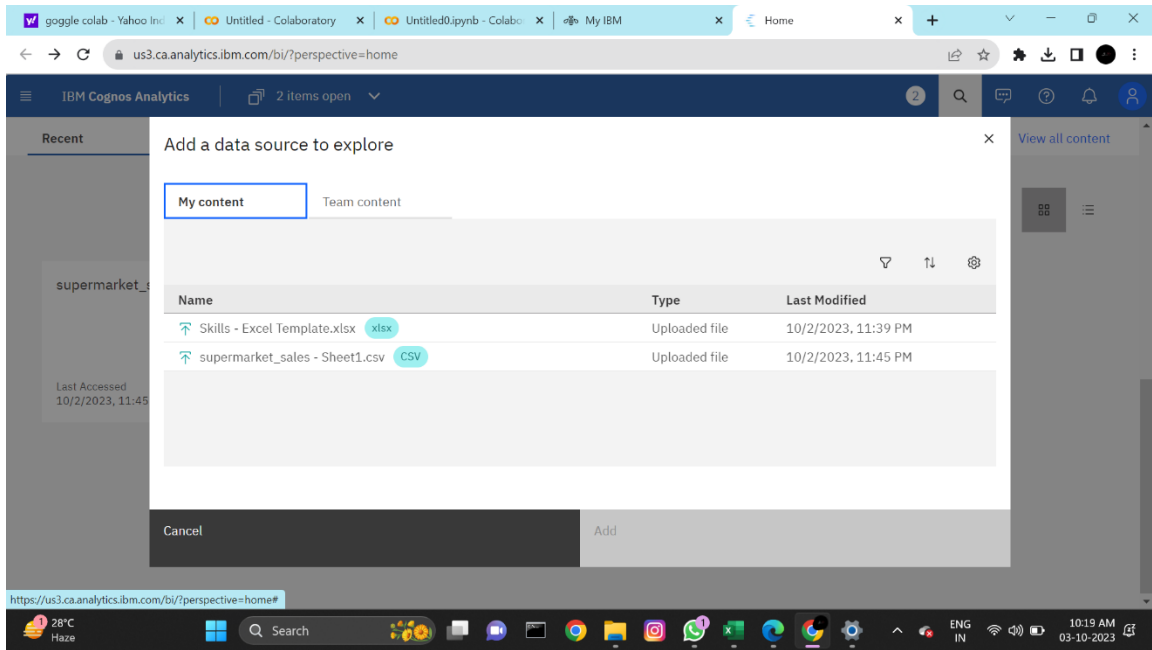 goggle colab - Yahoo Ind
Untitled - Colaboratory
Untitled0.ipynb - Colabo
My IBM
Home
us3.ca.analytics.ibm.com/bi/?perspective=home
IBM Cognos Analytics
2 items open
2
Recent
View all content
Add a data source to explore
My content
Team content
supermarket_s
Name Type Last Modified
Skills - Excel Template.xlsx xlsx Uploaded file 10/2/2023, 11:39 PM
supermarket_sales - Sheet1.csv CSV Uploaded file 10/2/2023, 11:45 PM
Last Accessed
10/2/2023, 11:45
Cancel
Add
https://us3.ca.analytics.ibm.com/bi/?perspective=home#
1
28°C
Haze
Search
1
ENG
IN
10:19 AM
03-10-2023